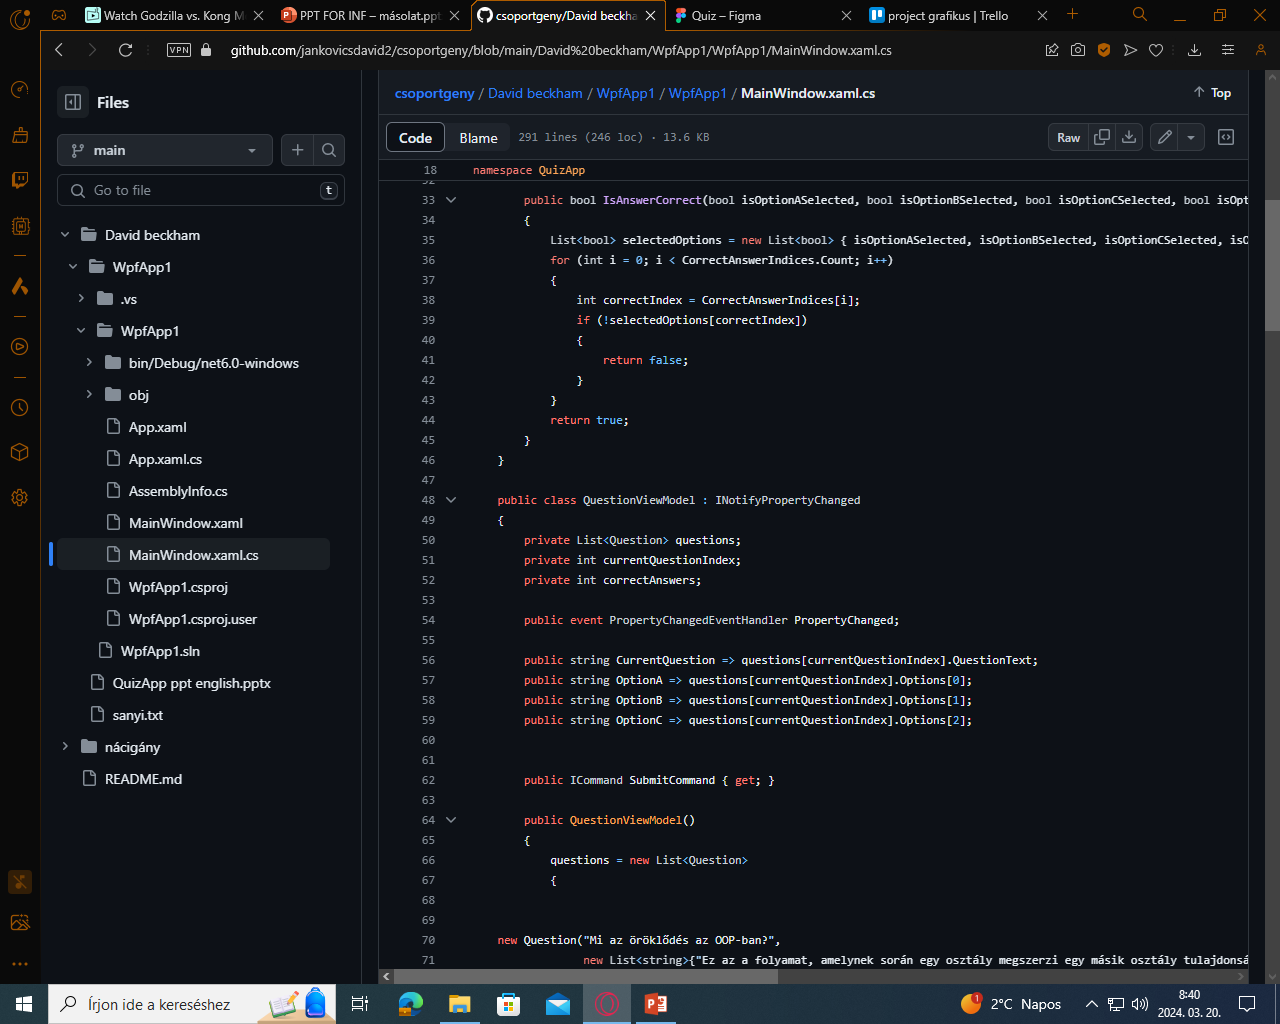 Watch Godzilla vs. Kong M
PPT FOR INF – másolat.ppt
csoportgeny/David beckha
Quiz – Figma
project grafikus | Trello
VPN
github.com/jankovicsdavid2/csoportgeny/blob/main/David%20beckham/WpfApp1/WpfApp1/MainWindow.xaml.cs
Files
main
Go to file
t
David beckham
WpfApp1
.vs
WpfApp1
bin/Debug/net6.0-windows
obj
App.xaml
App.xaml.cs
AssemblyInfo.cs
MainWindow.xaml
MainWindow.xaml.cs
WpfApp1.csproj
WpfApp1.csproj.user
WpfApp1.sln
QuizApp ppt english.pptx
sanyi.txt
nácigány
README.md
csoportgeny / David beckham / WpfApp1 / WpfApp1 / MainWindow.xaml.cs
Top
Code Blame 291 lines (246 loc) · 13.6 KB
Raw
18 namespace QuizApp
33 public bool IsAnswerCorrect(bool isOptionASelected, bool isOptionBSelected, bool isOptionCSelected, bool isOpt
34 {
35 List<bool> selectedOptions = new List<bool> { isOptionASelected, isOptionBSelected, isOptionCSelected, isO
36 for (int i = 0; i < CorrectAnswerIndices.Count; i++)
37 {
38 int correctIndex = CorrectAnswerIndices[i];
39 if (!selectedOptions[correctIndex])
40 {
41 return false;
42 }
43 }
44 return true;
45 }
46 }
47
48 public class QuestionViewModel : INotifyPropertyChanged
49 {
50 private List<Question> questions;
51 private int currentQuestionIndex;
52 private int correctAnswers;
53
54 public event PropertyChangedEventHandler PropertyChanged;
55
56 public string CurrentQuestion => questions[currentQuestionIndex].QuestionText;
57 public string OptionA => questions[currentQuestionIndex].Options[0];
58 public string OptionB => questions[currentQuestionIndex].Options[1];
59 public string OptionC => questions[currentQuestionIndex].Options[2];
60
61
62 public ICommand SubmitCommand { get; }
63
64 public QuestionViewModel()
65 {
66 questions = new List<Question>
67 {
68
69
70 new Question("Mi az öröklődés az OOP-ban?",
71 new List<string>{"Ez az a folyamat, amelynek során egy osztály megszerzi egy másik osztály tulajdonsá
Írjon ide a kereséshez
1
2°C Napos
8:40
2024. 03. 20.